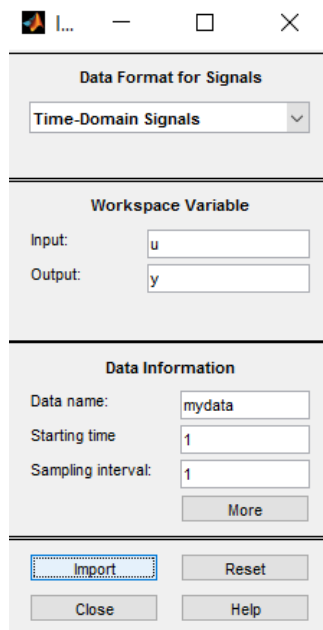 I...
Data Format for Signals
Time-Domain Signals
Workspace Variable
Input: u
Output: y
Data Information
Data name: mydata
Starting time 1
Sampling interval: 1
More
Import Reset
Close Help